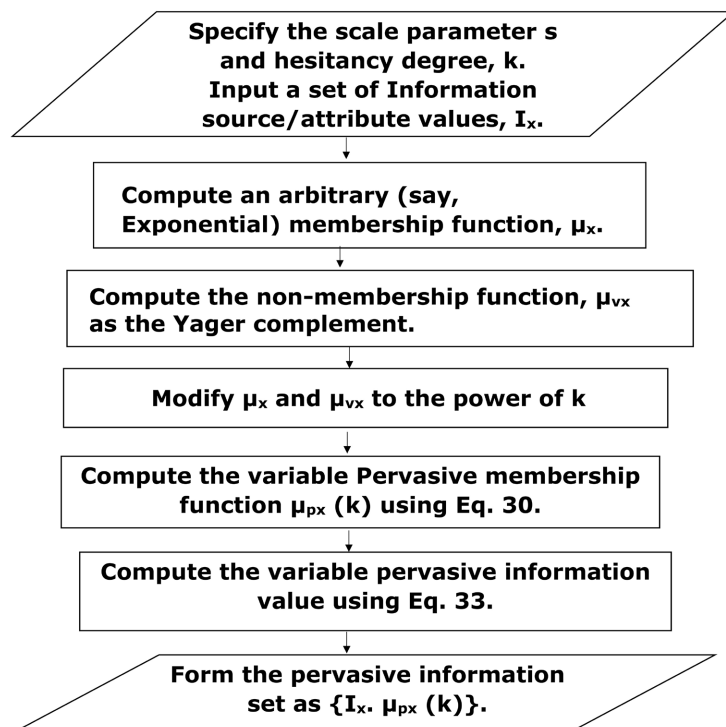 Specify the scale parameter s
and hesitancy degree, k.
Input a set of Information
source/attribute values, Iₓ.
Compute an arbitrary (say,
Exponential) membership function, μₓ.
Compute the non-membership function, μᵥₓ
as the Yager complement.
Modify μₓ and μᵥₓ to the power of k
Compute the variable Pervasive membership
function μₚₓ (k) using Eq. 30.
Compute the variable pervasive information
value using Eq. 33.
Form the pervasive information
set as {Iₓ. μₚₓ (k)}.